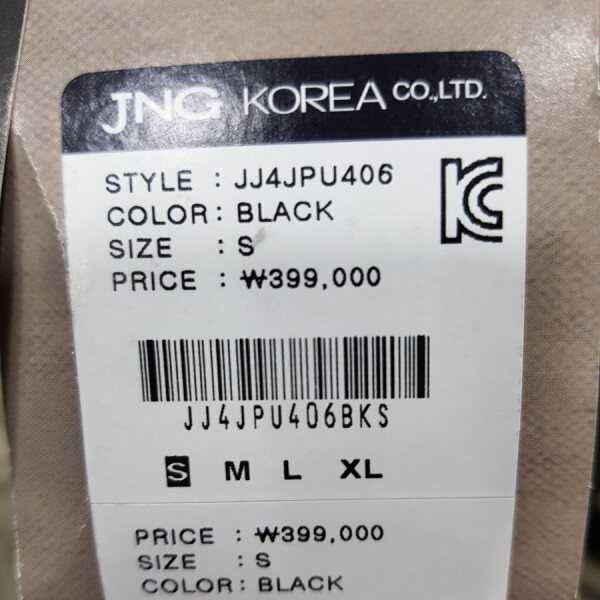 JNG KOREA CO.,LTD.
STYLE : JJ4JPU406
COLOR : BLACK
SIZE : S
PRICE : ₩399,000
JJ4JPU406BKS
S M L XL
PRICE : ₩399,000
SIZE : S
COLOR : BLACK